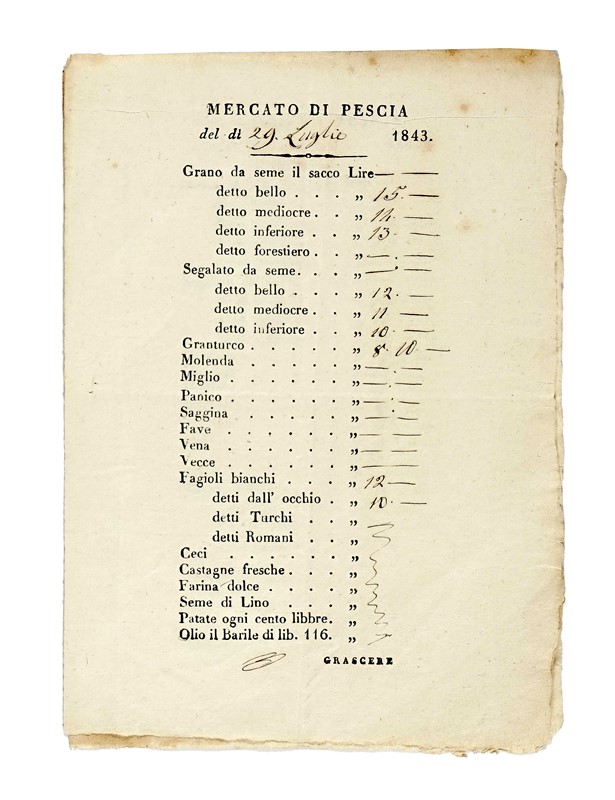 MERCATO DI PESCIA
del dì 29. Luglio 1843.
Grano da seme il sacco Lire — —
detto bello . . . „ 15. —
detto mediocre . . „ 14. —
detto inferiore . . „ 13 —
detto forestiero . . „ — . —
Segalato da seme. . . „ — . —
detto bello . . . „ 12. —
detto mediocre . . „ 11 —
detto inferiore . . „ 10. —
Granturco . . . . . „ 8. 10 —
Molenda . . . . . „ — . —
Miglio . . . . . . „ — . —
Panico . . . . . . „ — . —
Saggina . . . . . „ — . —
Fave . . . . . . „ — —
Vena . . . . . . „ — —
Vecce . . . . . . „ — —
Fagioli bianchi . . . „ 12 —
detti dall' occhio . „ 10. —
detti Turchi . . „
detti Romani . . „
Ceci . . . . . . „
Castagne fresche . . . „
Farina dolce . . . . „
Seme di Lino . . . „
Patate ogni cento libbre. „
Olio il Barile di lib. 116. „
GRASCERE